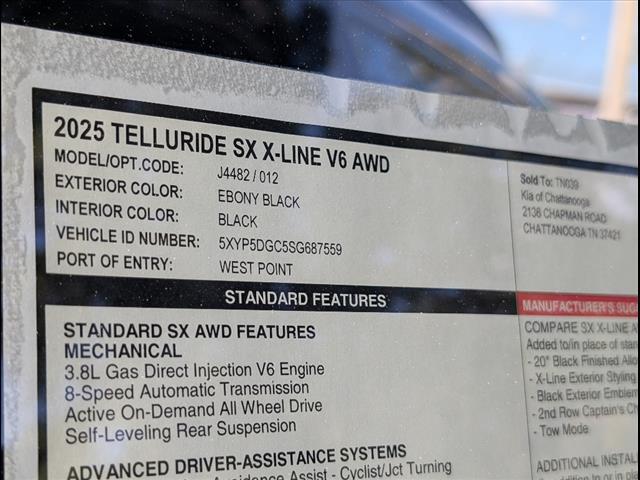 2025 TELLURIDE SX X-LINE V6 AWD
MODEL/OPT.CODE: J4482 / 012
EXTERIOR COLOR: EBONY BLACK
INTERIOR COLOR: BLACK
VEHICLE ID NUMBER: 5XYP5DGC5SG687559
PORT OF ENTRY: WEST POINT
Sold To: TN039
Kia of Chattanooga
2136 CHAPMAN ROAD
CHATTANOOGA TN 37421
STANDARD FEATURES
STANDARD SX AWD FEATURES
MECHANICAL
3.8L Gas Direct Injection V6 Engine
8-Speed Automatic Transmission
Active On-Demand All Wheel Drive
Self-Leveling Rear Suspension
ADVANCED DRIVER-ASSISTANCE SYSTEMS
Assist - Cyclist/Jct Turning
MANUFACTURER'S SUG
COMPARE SX X-LINE A
Added to/in place of stan
- 20" Black Finished Allo
- X-Line Exterior Styling
- Black Exterior Emblem
- 2nd Row Captain's Ch
- Tow Mode
ADDITIONAL INSTAL